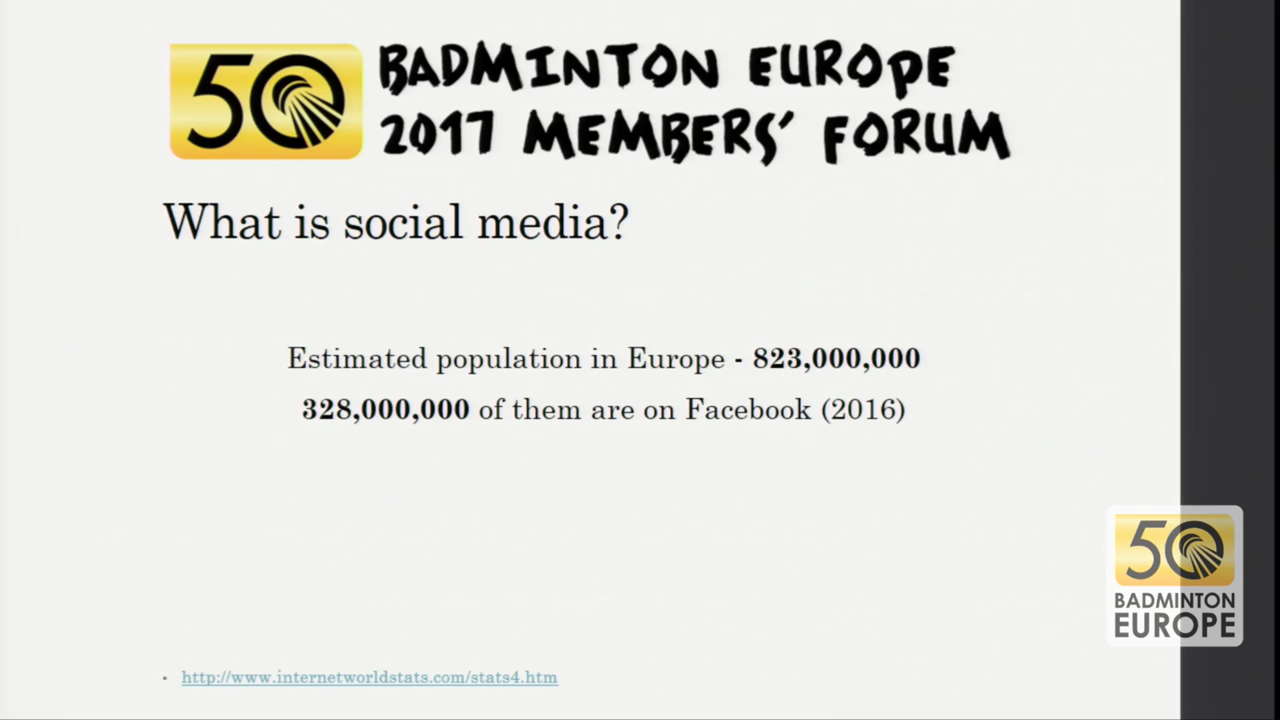 50 BADMINTON EUROPE
2017 MEMBERS' FORUM
What is social media?
Estimated population in Europe - 823,000,000
328,000,000 of them are on Facebook (2016)
50
BADMINTON
EUROPE
• http://www.internetworldstats.com/stats4.htm